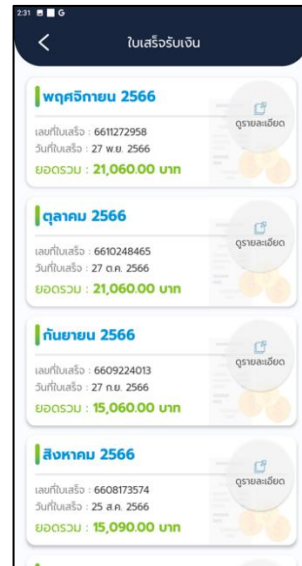 2:31 G
ใบเสร็จรับเงิน
พฤศจิกายน 2566
ดูรายละเอียด
เลขที่ใบเสร็จ : 6611272958
วันที่ใบเสร็จ : 27 พ.ย. 2566
ยอดรวม : 21,060.00 บาท
ตุลาคม 2566
ดูรายละเอียด
เลขที่ใบเสร็จ : 6610248465
วันที่ใบเสร็จ : 27 ต.ค. 2566
ยอดรวม : 21,060.00 บาท
กันยายน 2566
ดูรายละเอียด
เลขที่ใบเสร็จ : 6609224013
วันที่ใบเสร็จ : 27 ก.ย. 2566
ยอดรวม : 15,060.00 บาท
สิงหาคม 2566
ดูรายละเอียด
เลขที่ใบเสร็จ : 6608173574
วันที่ใบเสร็จ : 25 ส.ค. 2566
ยอดรวม : 15,090.00 บาท